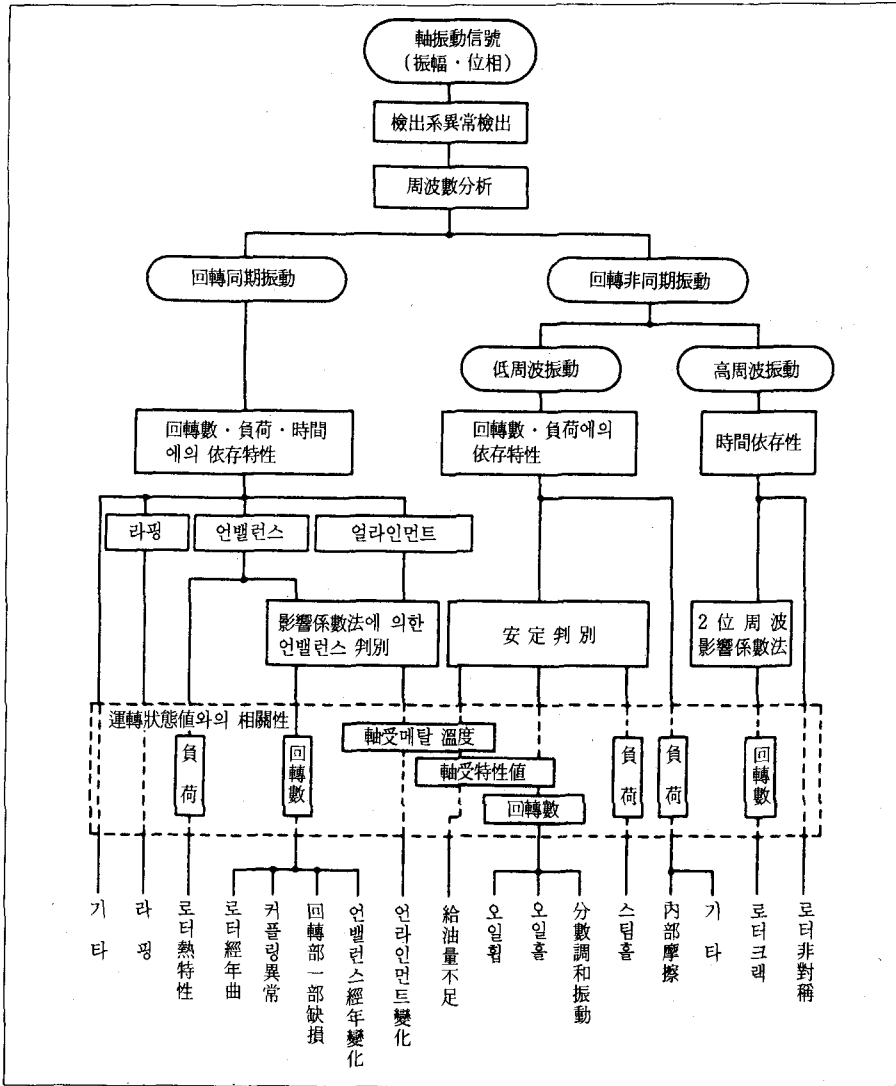 軸振動信號
(振幅·位相)
檢出系異常檢出
周波數分析
回轉同期振動
回轉非同期振動
低周波振動
高周波振動
回轉數·負荷·時間
에의 依存特性
回轉數·負荷에의
依存特性
時間依存性
라핑
언밸런스
얼라인먼트
影響係數法에 의한
언밸런스 判別
安定判別
2位周波
影響係數法
運轉狀態値와의 相關性
負荷
回轉數
軸受메탈 溫度
軸受特性値
回轉數
負荷
負荷
回轉數
기타
라핑
로터熱特性
로터經年曲
커플링異常
回轉部一部缺損
언밸런스經年變化
언라인먼트變化
給油量不足
오일휩
오일홀
分數調和振動
스팀홀
內部摩擦
기타
로터크랙
로터非對稱